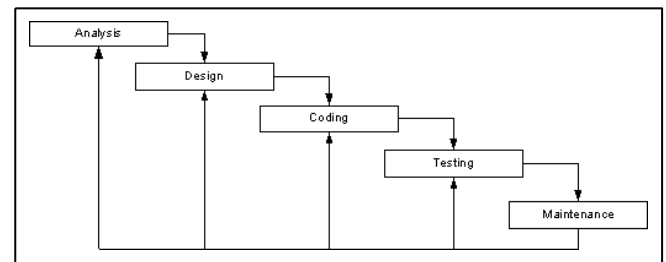 Analysis
Design
Coding
Testing
Maintenance